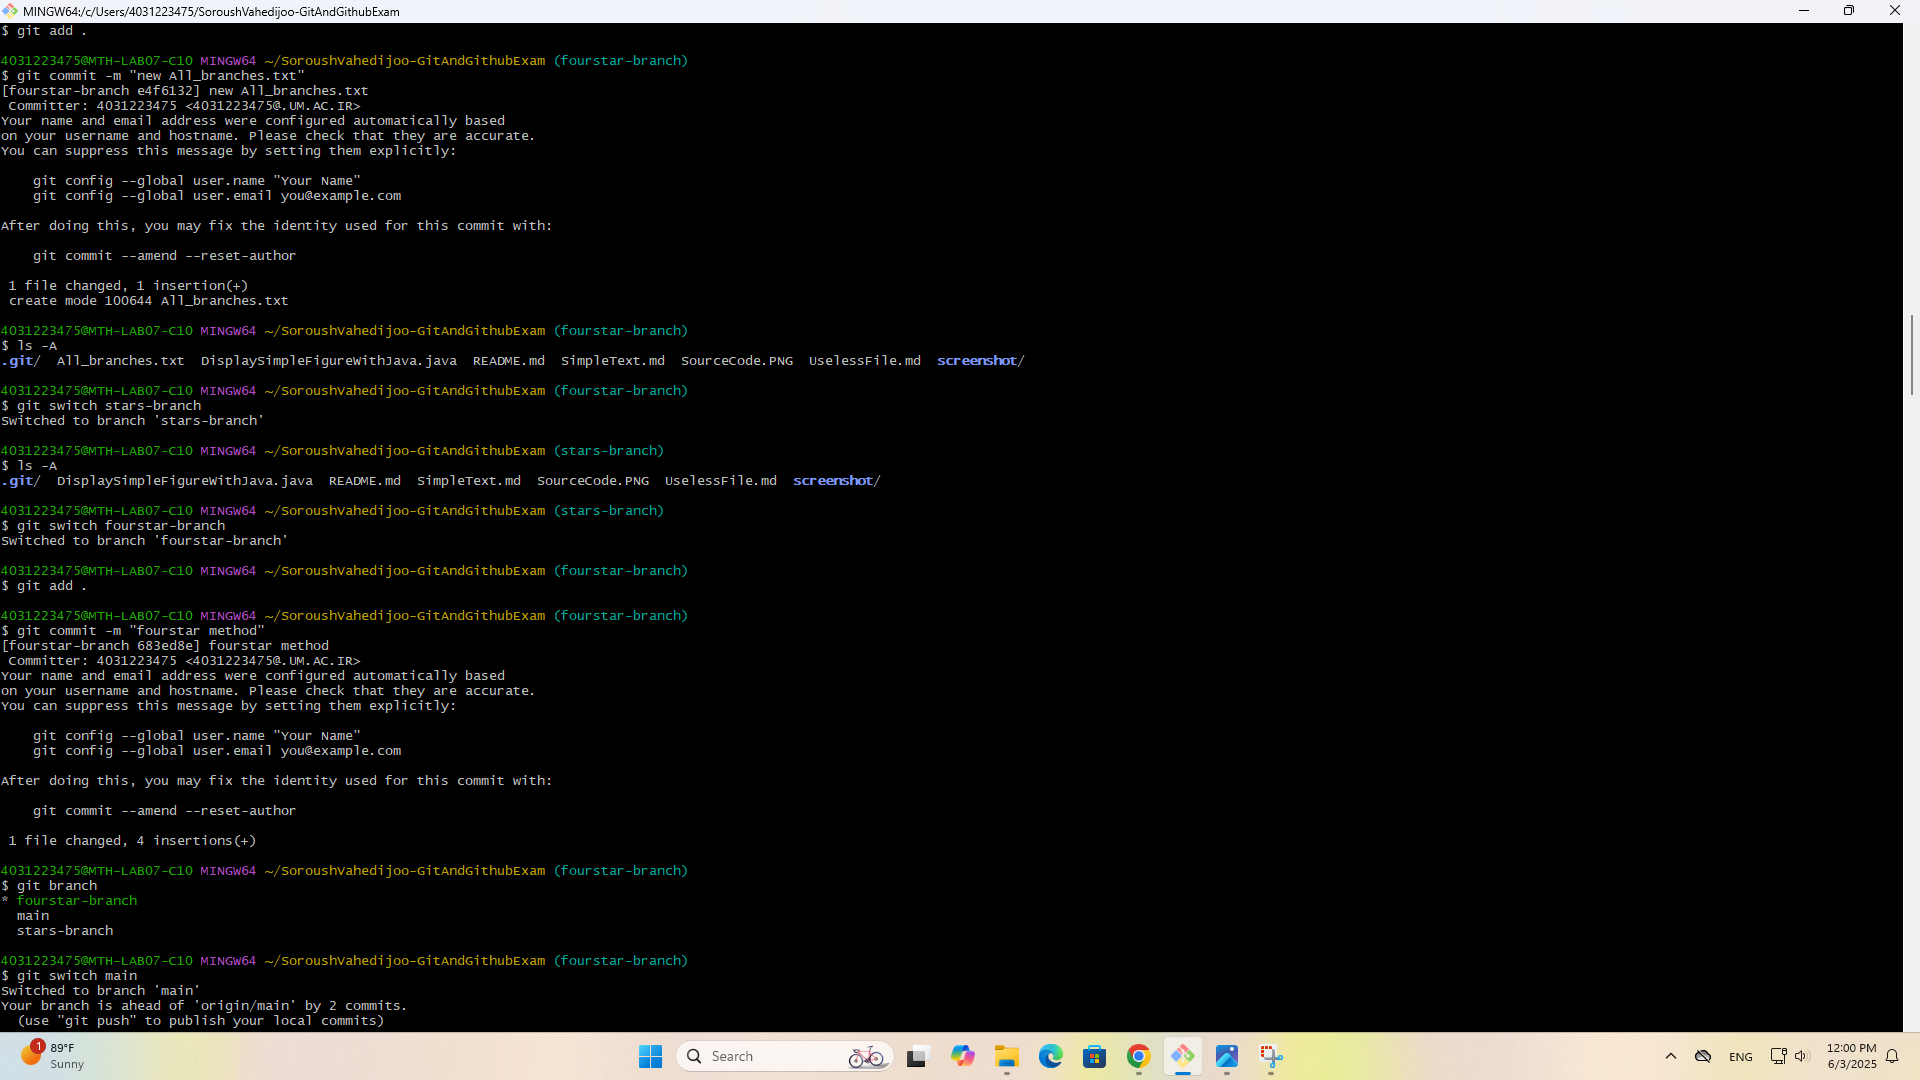 MINGW64:/c/Users/4031223475/SoroushVahedijoo-GitAndGithubExam
$ git add .
4031223475@MTH-LAB07-C10 MINGW64 ~/SoroushVahedijoo-GitAndGithubExam (fourstar-branch)
$ git commit -m "new All_branches.txt"
[fourstar-branch e4f6132] new All_branches.txt
 Committer: 4031223475 <4031223475@.UM.AC.IR>
Your name and email address were configured automatically based
on your username and hostname. Please check that they are accurate.
You can suppress this message by setting them explicitly:
    git config --global user.name "Your Name"
    git config --global user.email you@example.com
After doing this, you may fix the identity used for this commit with:
    git commit --amend --reset-author
 1 file changed, 1 insertion(+)
 create mode 100644 All_branches.txt
4031223475@MTH-LAB07-C10 MINGW64 ~/SoroushVahedijoo-GitAndGithubExam (fourstar-branch)
$ ls -A
.git/  All_branches.txt  DisplaySimpleFigureWithJava.java  README.md  SimpleText.md  SourceCode.PNG  UselessFile.md  screenshot/
4031223475@MTH-LAB07-C10 MINGW64 ~/SoroushVahedijoo-GitAndGithubExam (fourstar-branch)
$ git switch stars-branch
Switched to branch 'stars-branch'
4031223475@MTH-LAB07-C10 MINGW64 ~/SoroushVahedijoo-GitAndGithubExam (stars-branch)
$ ls -A
.git/  DisplaySimpleFigureWithJava.java  README.md  SimpleText.md  SourceCode.PNG  UselessFile.md  screenshot/
4031223475@MTH-LAB07-C10 MINGW64 ~/SoroushVahedijoo-GitAndGithubExam (stars-branch)
$ git switch fourstar-branch
Switched to branch 'fourstar-branch'
4031223475@MTH-LAB07-C10 MINGW64 ~/SoroushVahedijoo-GitAndGithubExam (fourstar-branch)
$ git add .
4031223475@MTH-LAB07-C10 MINGW64 ~/SoroushVahedijoo-GitAndGithubExam (fourstar-branch)
$ git commit -m "fourstar method"
[fourstar-branch 683ed8e] fourstar method
 Committer: 4031223475 <4031223475@.UM.AC.IR>
Your name and email address were configured automatically based
on your username and hostname. Please check that they are accurate.
You can suppress this message by setting them explicitly:
    git config --global user.name "Your Name"
    git config --global user.email you@example.com
After doing this, you may fix the identity used for this commit with:
    git commit --amend --reset-author
 1 file changed, 4 insertions(+)
4031223475@MTH-LAB07-C10 MINGW64 ~/SoroushVahedijoo-GitAndGithubExam (fourstar-branch)
$ git branch
* fourstar-branch
  main
  stars-branch
4031223475@MTH-LAB07-C10 MINGW64 ~/SoroushVahedijoo-GitAndGithubExam (fourstar-branch)
$ git switch main
Switched to branch 'main'
Your branch is ahead of 'origin/main' by 2 commits.
  (use "git push" to publish your local commits)
1
89°F
Sunny
Search
ENG
12:00 PM
6/3/2025